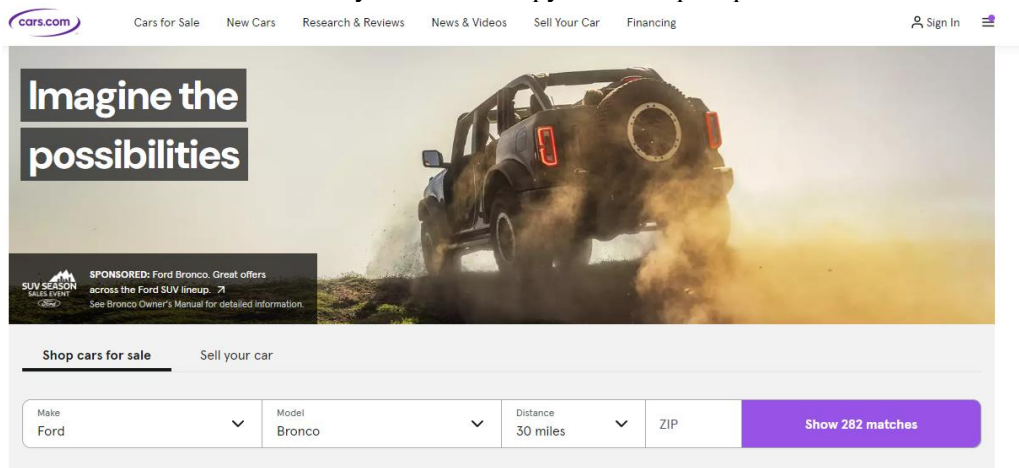 cars.com
Cars for Sale New Cars Research & Reviews News & Videos Sell Your Car Financing Sign In
Imagine the
possibilities
SUV SEASON
SALES EVENT
Ford
SPONSORED: Ford Bronco. Great offers
across the Ford SUV lineup.
See Bronco Owner's Manual for detailed information.
Shop cars for sale Sell your car
Make
Ford
Model
Bronco
Distance
30 miles
ZIP
Show 282 matches